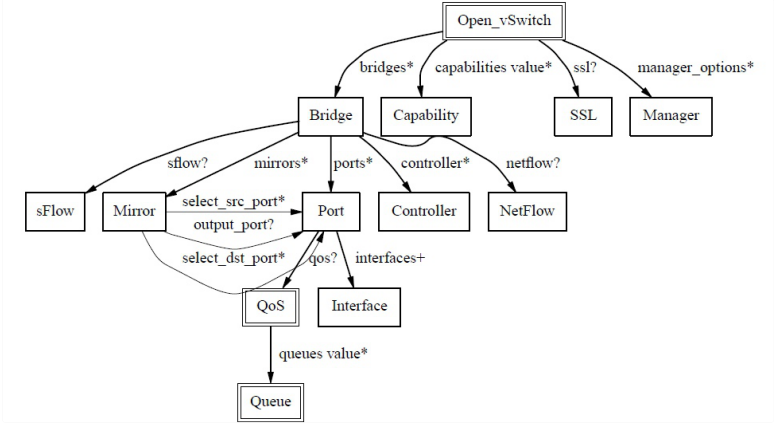 Open_vSwitch
bridges*
capabilities value*
ssl?
manager_options*
Bridge
Capability
SSL
Manager
sflow?
mirrors*
ports*
controller*
netflow?
sFlow
Mirror
select_src_port*
Port
Controller
NetFlow
output_port?
select_dst_port*
qos?
interfaces+
QoS
Interface
queues value*
Queue